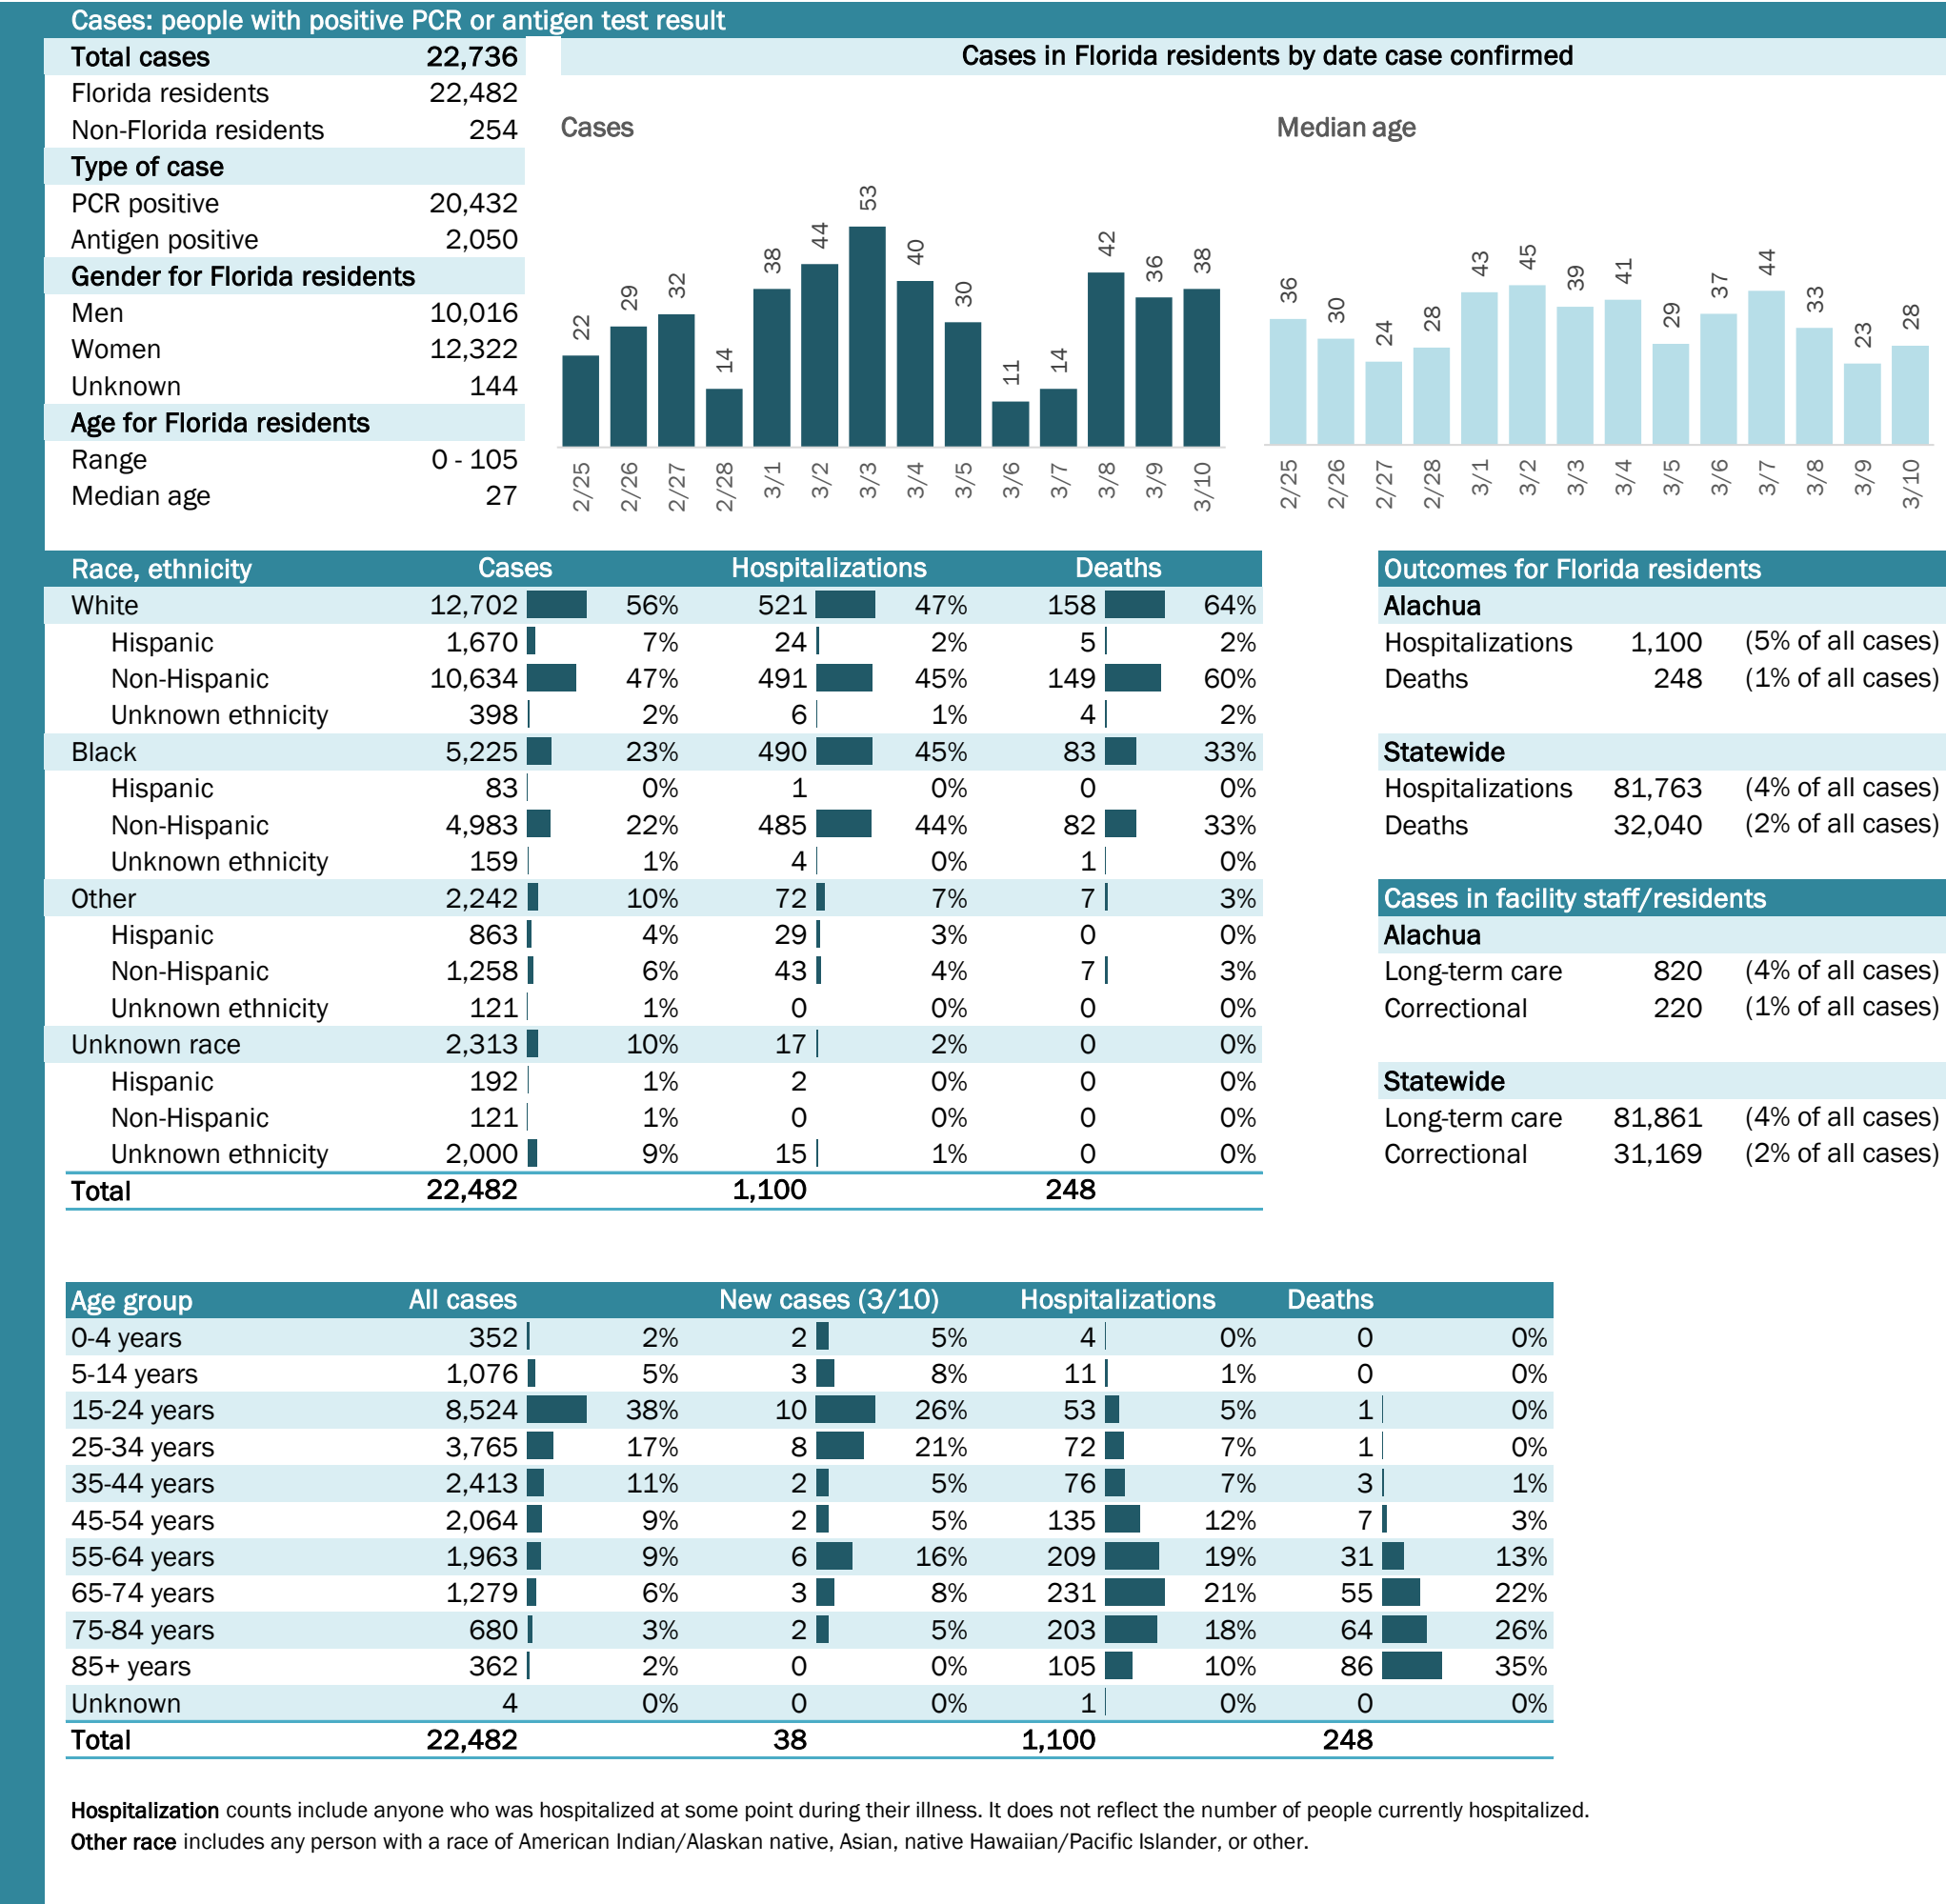 Cases: people with positive PCR or antigen test result
Total cases 22,736
Florida residents 22,482
Non-Florida residents 254
Type of case
PCR positive 20,432
Antigen positive 2,050
Gender for Florida residents
Men 10,016
Women 12,322
Unknown 144
Age for Florida residents
Range 0 - 105
Median age 27
Cases in Florida residents by date case confirmed
Cases
22 29 32 14 38 44 53 40 30 11 14 42 36 38
2/25 2/26 2/27 2/28 3/1 3/2 3/3 3/4 3/5 3/6 3/7 3/8 3/9 3/10
Median age
36 30 24 28 43 45 39 41 29 37 44 33 23 28
2/25 2/26 2/27 2/28 3/1 3/2 3/3 3/4 3/5 3/6 3/7 3/8 3/9 3/10
Race, ethnicity Cases Hospitalizations Deaths
White 12,702 56% 521 47% 158 64%
Hispanic 1,670 7% 24 2% 5 2%
Non-Hispanic 10,634 47% 491 45% 149 60%
Unknown ethnicity 398 2% 6 1% 4 2%
Black 5,225 23% 490 45% 83 33%
Hispanic 83 0% 1 0% 0 0%
Non-Hispanic 4,983 22% 485 44% 82 33%
Unknown ethnicity 159 1% 4 0% 1 0%
Other 2,242 10% 72 7% 7 3%
Hispanic 863 4% 29 3% 0 0%
Non-Hispanic 1,258 6% 43 4% 7 3%
Unknown ethnicity 121 1% 0 0% 0 0%
Unknown race 2,313 10% 17 2% 0 0%
Hispanic 192 1% 2 0% 0 0%
Non-Hispanic 121 1% 0 0% 0 0%
Unknown ethnicity 2,000 9% 15 1% 0 0%
Total 22,482 1,100 248
Outcomes for Florida residents
Alachua
Hospitalizations 1,100 (5% of all cases)
Deaths 248 (1% of all cases)
Statewide
Hospitalizations 81,763 (4% of all cases)
Deaths 32,040 (2% of all cases)
Cases in facility staff/residents
Alachua
Long-term care 820 (4% of all cases)
Correctional 220 (1% of all cases)
Statewide
Long-term care 81,861 (4% of all cases)
Correctional 31,169 (2% of all cases)
Age group All cases New cases (3/10) Hospitalizations Deaths
0-4 years 352 2% 2 5% 4 0% 0 0%
5-14 years 1,076 5% 3 8% 11 1% 0 0%
15-24 years 8,524 38% 10 26% 53 5% 1 0%
25-34 years 3,765 17% 8 21% 72 7% 1 0%
35-44 years 2,413 11% 2 5% 76 7% 3 1%
45-54 years 2,064 9% 2 5% 135 12% 7 3%
55-64 years 1,963 9% 6 16% 209 19% 31 13%
65-74 years 1,279 6% 3 8% 231 21% 55 22%
75-84 years 680 3% 2 5% 203 18% 64 26%
85+ years 362 2% 0 0% 105 10% 86 35%
Unknown 4 0% 0 0% 1 0% 0 0%
Total 22,482 38 1,100 248
Hospitalization counts include anyone who was hospitalized at some point during their illness. It does not reflect the number of people currently hospitalized.
Other race includes any person with a race of American Indian/Alaskan native, Asian, native Hawaiian/Pacific Islander, or other.